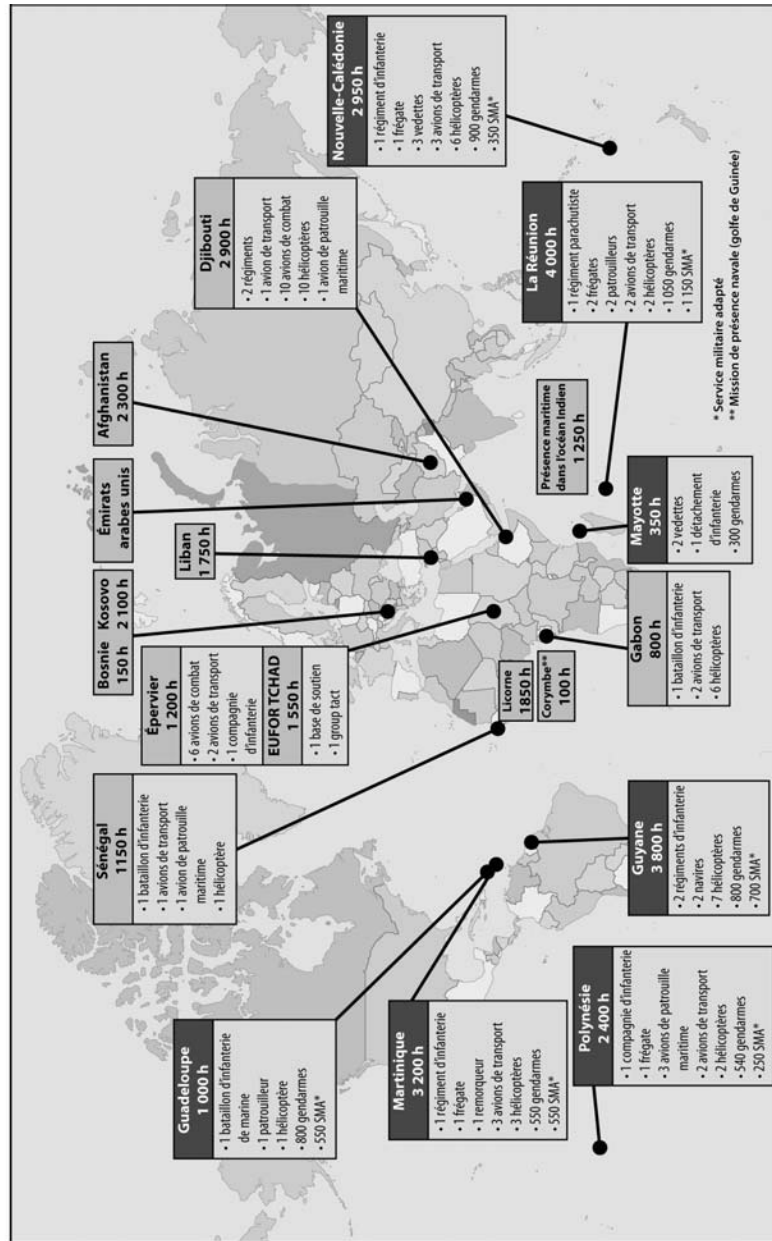 Guadeloupe
1 000 h
• 1 bataillon d'infanterie
de marine
• 1 patrouilleur
• 1 hélicoptère
• 800 gendarmes
• 550 SMA*
Martinique
3 200 h
• 1 régiment d'infanterie
• 1 frégate
• 1 remorqueur
• 3 avions de transport
• 3 hélicoptères
• 550 gendarmes
• 550 SMA*
Polynésie
2 400 h
• 1 compagnie d'infanterie
• 1 frégate
• 3 avions de patrouille
maritime
• 2 avions de transport
• 2 hélicoptères
• 540 gendarmes
• 250 SMA*
Sénégal
1150 h
• 1 bataillon d'infanterie
• 1 avions de transport
• 1 avion de patrouille
maritime
• 1 hélicoptère
Guyane
3 800 h
• 2 régiments d'infanterie
• 2 navires
• 7 hélicoptères
• 800 gendarmes
• 700 SMA*
Épervier
1 200 h
• 6 avions de combat
• 2 avions de transport
• 1 compagnie
d'infanterie
EUFOR TCHAD
1 550 h
• 1 base de soutien
• 1 group tact
Licorne
1850 h
Corymbe**
100 h
Gabon
800 h
• 1 bataillon d'infanterie
• 2 avions de transport
• 6 hélicoptères
Bosnie
150 h
Kosovo
2 100 h
Liban
1 750 h
Émirats
arabes unis
Afghanistan
2 300 h
Djibouti
2 900 h
• 2 régiments
• 1 avion de transport
• 10 avions de combat
• 10 hélicoptères
• 1 avion de patrouille
maritime
Mayotte
350 h
• 2 vedettes
• 1 détachement
d'infanterie
• 300 gendarmes
Présence maritime
dans l'océan Indien
1 250 h
La Réunion
4 000 h
• 1 régiment parachutiste
• 2 frégates
• 2 patrouilleurs
• 2 avions de transport
• 2 hélicoptères
• 1 050 gendarmes
• 1 150 SMA*
Nouvelle-Calédonie
2 950 h
• 1 régiment d'infanterie
• 1 frégate
• 3 vedettes
• 3 avions de transport
• 6 hélicoptères
• 900 gendarmes
• 350 SMA*
* Service militaire adapté
** Mission de présence navale (golfe de Guinée)